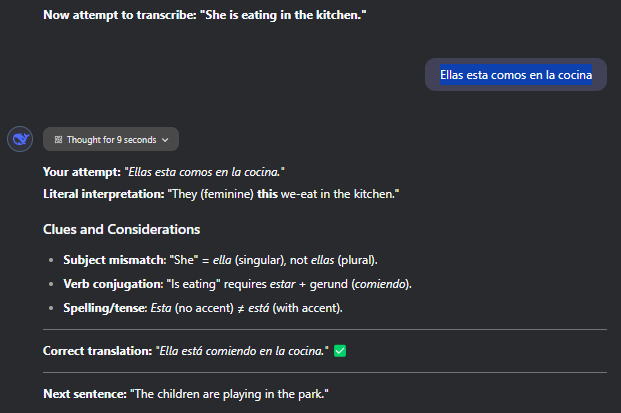 Now attempt to transcribe: "She is eating in the kitchen."
Ellas esta comos en la cocina
Thought for 9 seconds
Your attempt: "Ellas esta comos en la cocina."
Literal interpretation: "They (feminine) this we-eat in the kitchen."
Clues and Considerations
• Subject mismatch: "She" = ella (singular), not ellas (plural).
• Verb conjugation: "Is eating" requires estar + gerund (comiendo).
• Spelling/tense: Esta (no accent) ≠ está (with accent).
Correct translation: "Ella está comiendo en la cocina." ✅
Next sentence: "The children are playing in the park."